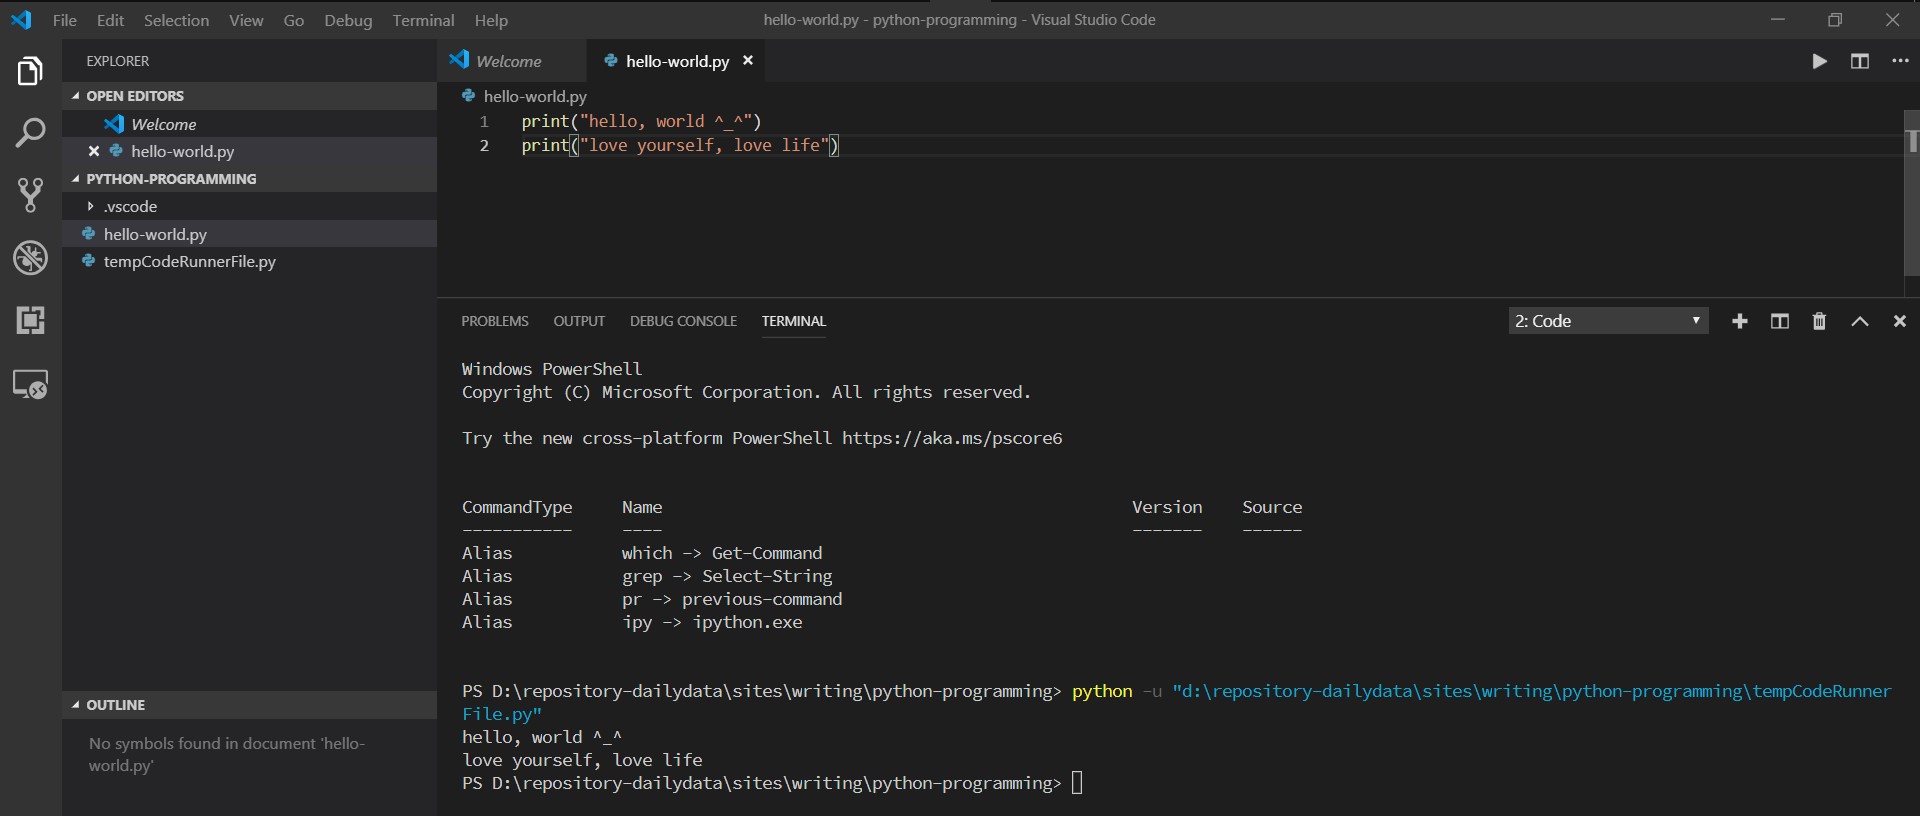 File Edit Selection View Go Debug Terminal Help
hello-world.py - python-programming - Visual Studio Code
EXPLORER
OPEN EDITORS
Welcome
hello-world.py
PYTHON-PROGRAMMING
.vscode
hello-world.py
tempCodeRunnerFile.py
OUTLINE
No symbols found in document 'hello-
world.py'
Welcome hello-world.py
hello-world.py
1 print("hello, world ^_^")
2 print("love yourself, love life")
PROBLEMS OUTPUT DEBUG CONSOLE TERMINAL 2: Code
Windows PowerShell
Copyright (C) Microsoft Corporation. All rights reserved.
Try the new cross-platform PowerShell https://aka.ms/pscore6
CommandType Name Version Source
----------- ---- ------- ------
Alias which -> Get-Command
Alias grep -> Select-String
Alias pr -> previous-command
Alias ipy -> ipython.exe
PS D:\repository-dailydata\sites\writing\python-programming> python -u "d:\repository-dailydata\sites\writing\python-programming\tempCodeRunner
File.py"
hello, world ^_^
love yourself, love life
PS D:\repository-dailydata\sites\writing\python-programming>